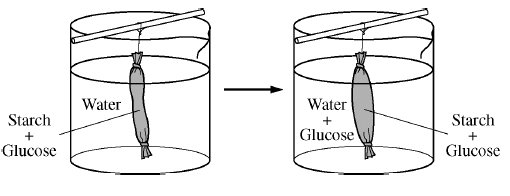 Water
Starch
+
Glucose
Water
+
Glucose
Starch
+
Glucose